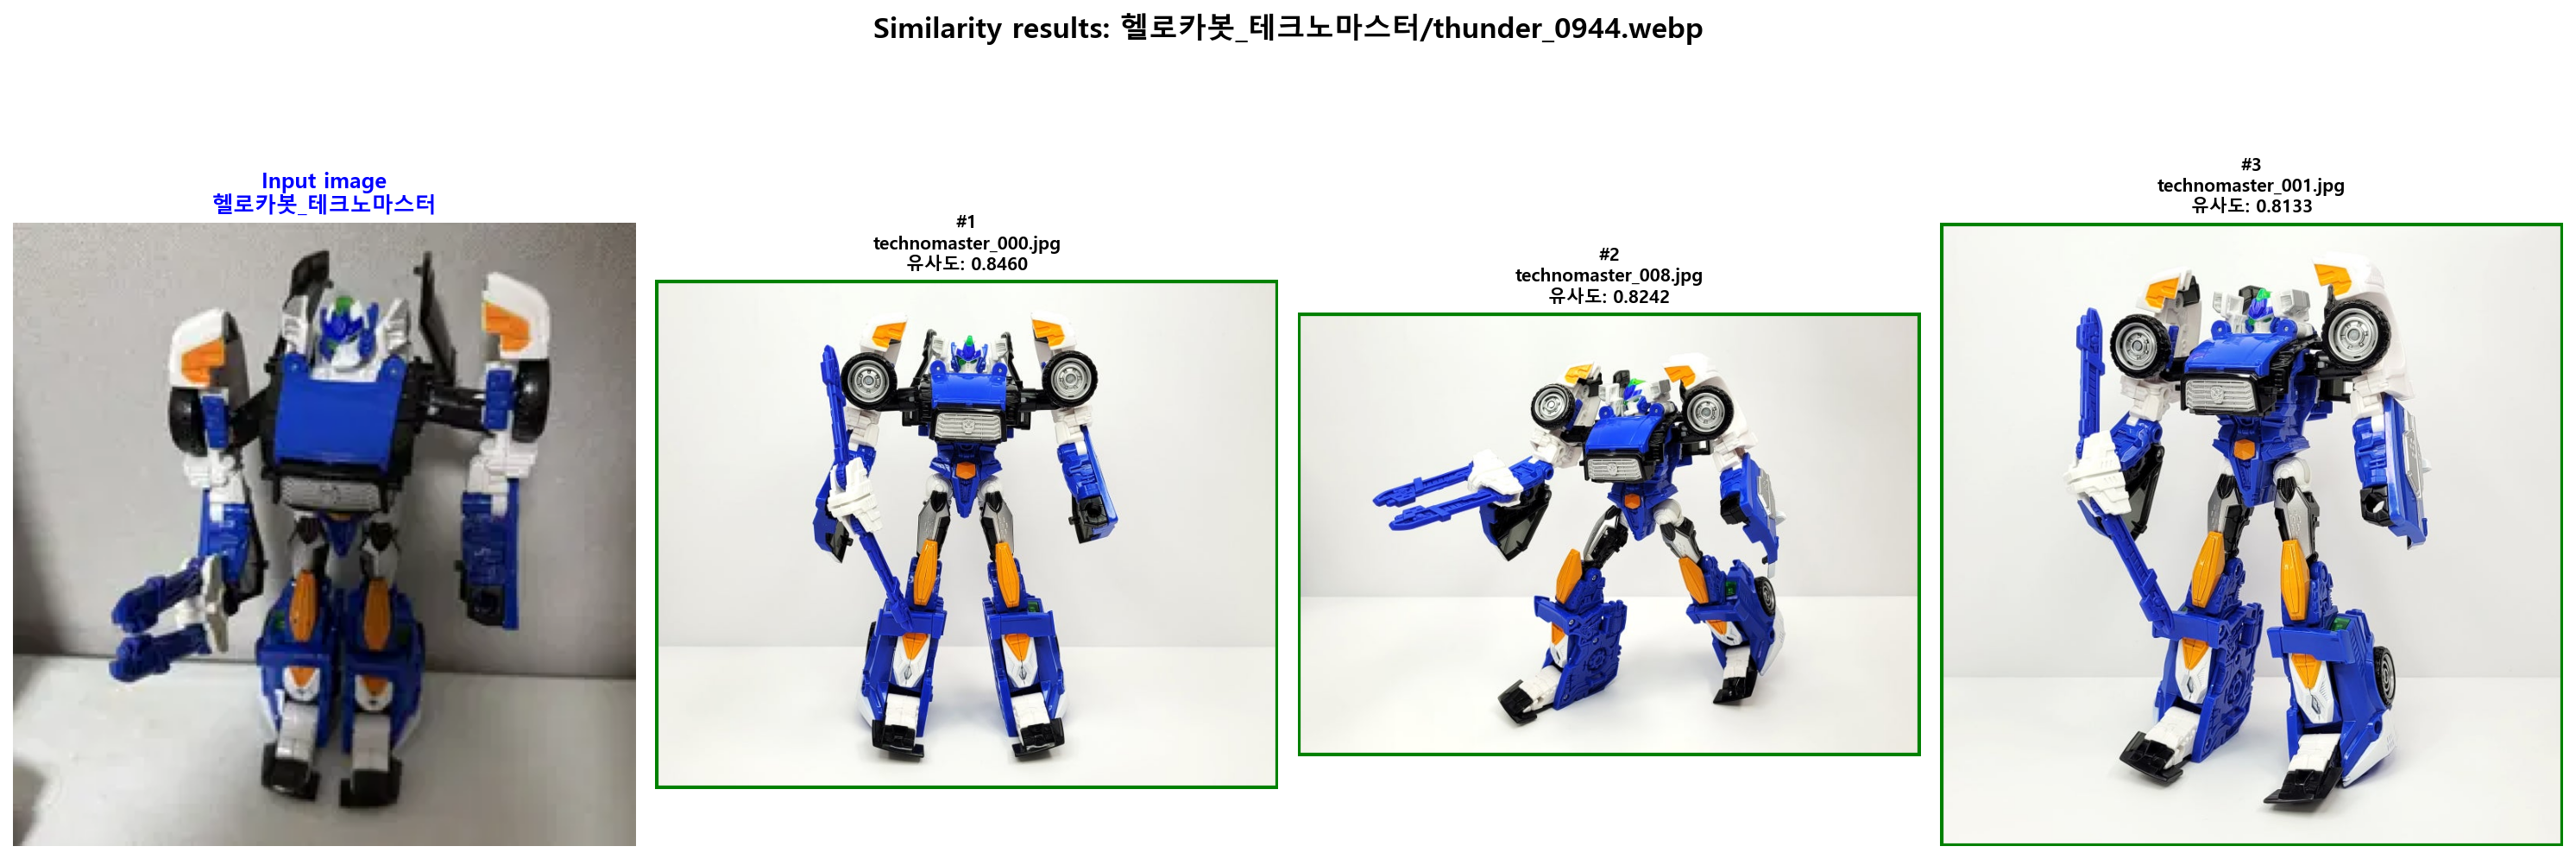 Similarity results: 헬로카봇_테크노마스터/thunder_0944.webp
Input image
헬로카봇_테크노마스터
#1
technomaster_000.jpg
유사도: 0.8460
#2
technomaster_008.jpg
유사도: 0.8242
#3
technomaster_001.jpg
유사도: 0.8133